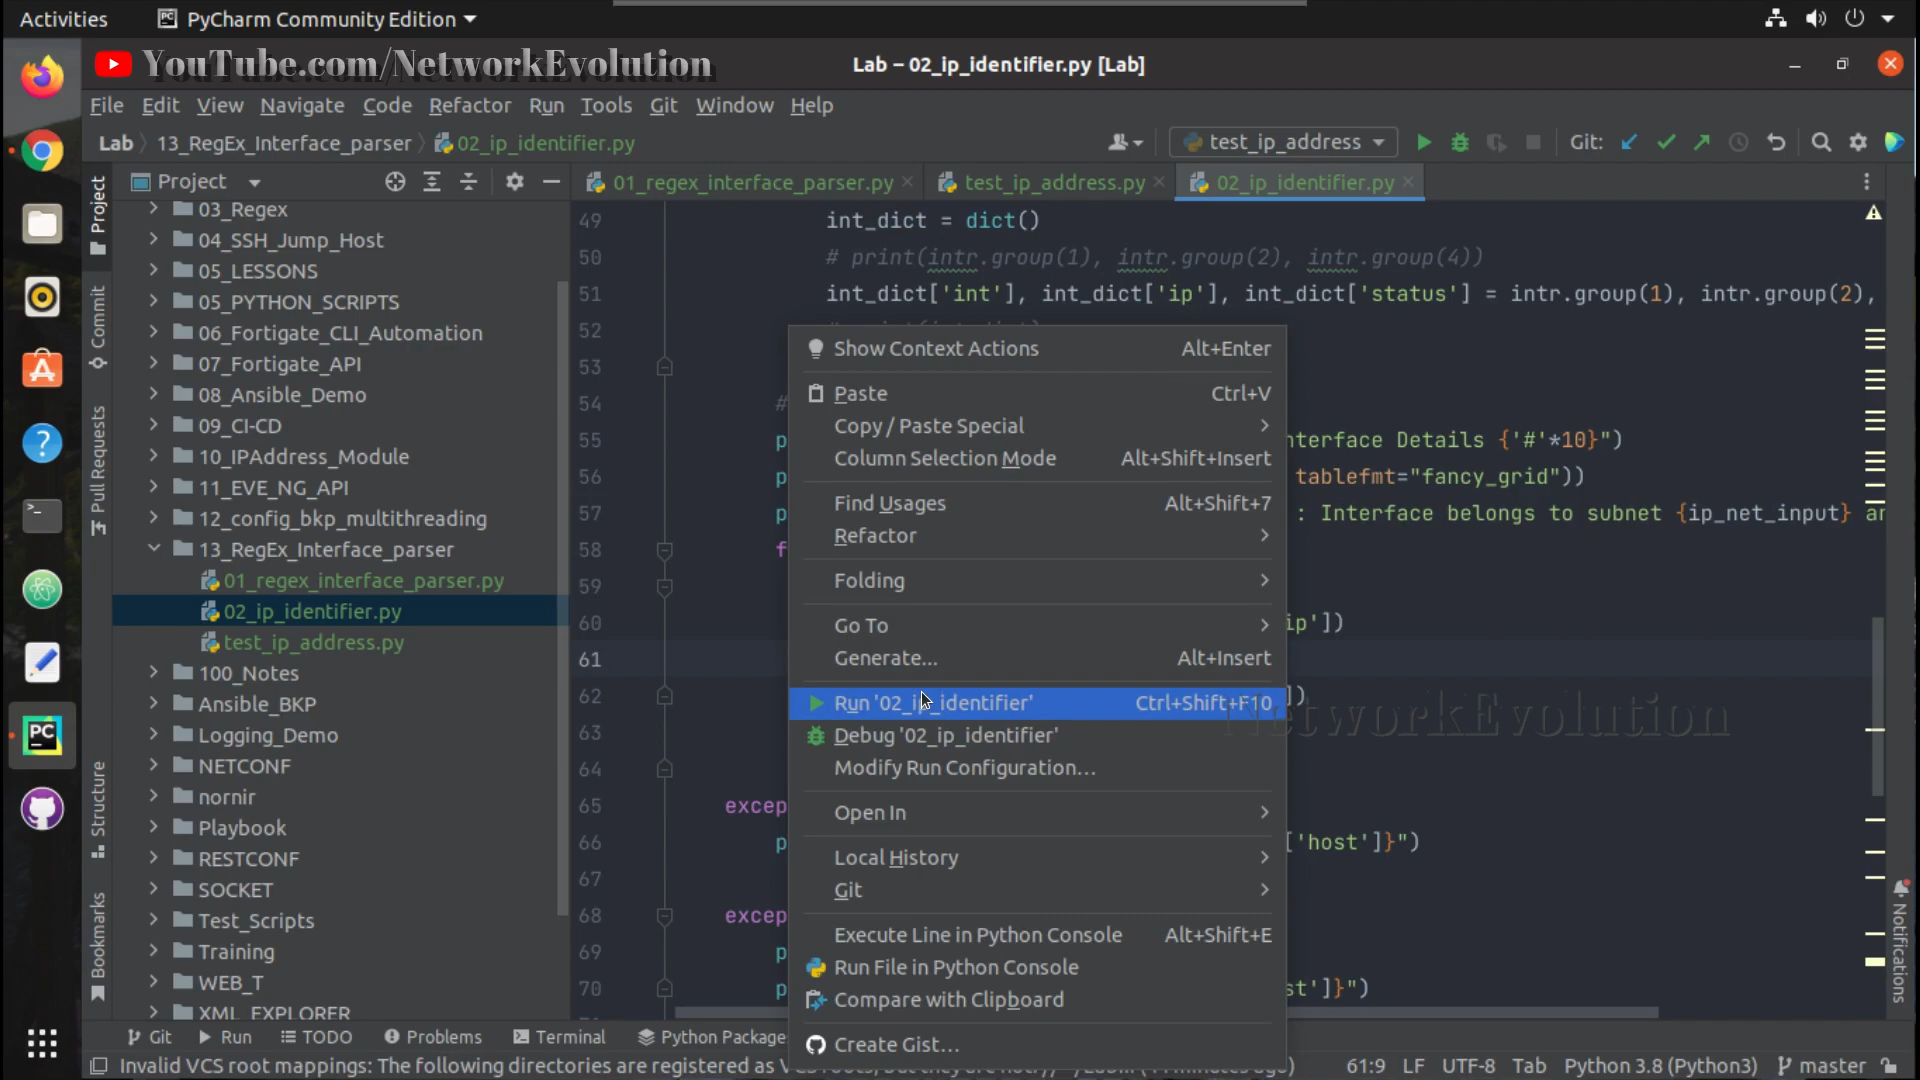 Activities
PyCharm Community Edition
YouTube.com/NetworkEvolution
Lab – 02_ip_identifier.py [Lab]
File Edit View Navigate Code Refactor Run Tools Git Window Help
Lab 13_RegEx_Interface_parser 02_ip_identifier.py
test_ip_address
Git:
Project
01_regex_interface_parser.py
test_ip_address.py
02_ip_identifier.py
Project
Commit
Pull Requests
Structure
Bookmarks
03_Regex
04_SSH_Jump_Host
05_LESSONS
05_PYTHON_SCRIPTS
06_Fortigate_CLI_Automation
07_Fortigate_API
08_Ansible_Demo
09_CI-CD
10_IPAddress_Module
11_EVE_NG_API
12_config_bkp_multithreading
13_RegEx_Interface_parser
01_regex_interface_parser.py
02_ip_identifier.py
test_ip_address.py
100_Notes
Ansible_BKP
Logging_Demo
NETCONF
nornir
Playbook
RESTCONF
SOCKET
Test_Scripts
Training
WEB_T
XML_EXPLORER
49 int_dict = dict()
50 # print(intr.group(1), intr.group(2), intr.group(4))
51 int_dict['int'], int_dict['ip'], int_dict['status'] = intr.group(1), intr.group(2),
52
53
54 #
55 p nterface Details {'#'*10}")
56 p tablefmt="fancy_grid"))
57 p : Interface belongs to subnet {ip_net_input} an
58 f
59
60 ip'])
61
62 ])
63
64
65 excep
66 p ['host']}")
67
68 excep
69 p
70 p st']}")
Show Context Actions Alt+Enter
Paste Ctrl+V
Copy / Paste Special
Column Selection Mode Alt+Shift+Insert
Find Usages Alt+Shift+7
Refactor
Folding
Go To
Generate... Alt+Insert
Run '02_ip_identifier' Ctrl+Shift+F10
Debug '02_ip_identifier'
Modify Run Configuration...
Open In
Local History
Git
Execute Line in Python Console Alt+Shift+E
Run File in Python Console
Compare with Clipboard
Create Gist...
NetworkEvolution
Notifications
Git Run TODO Problems Terminal Python Package
Invalid VCS root mappings: The following directories are registered as V
61:9 LF UTF-8 Tab Python 3.8 (Python3) master